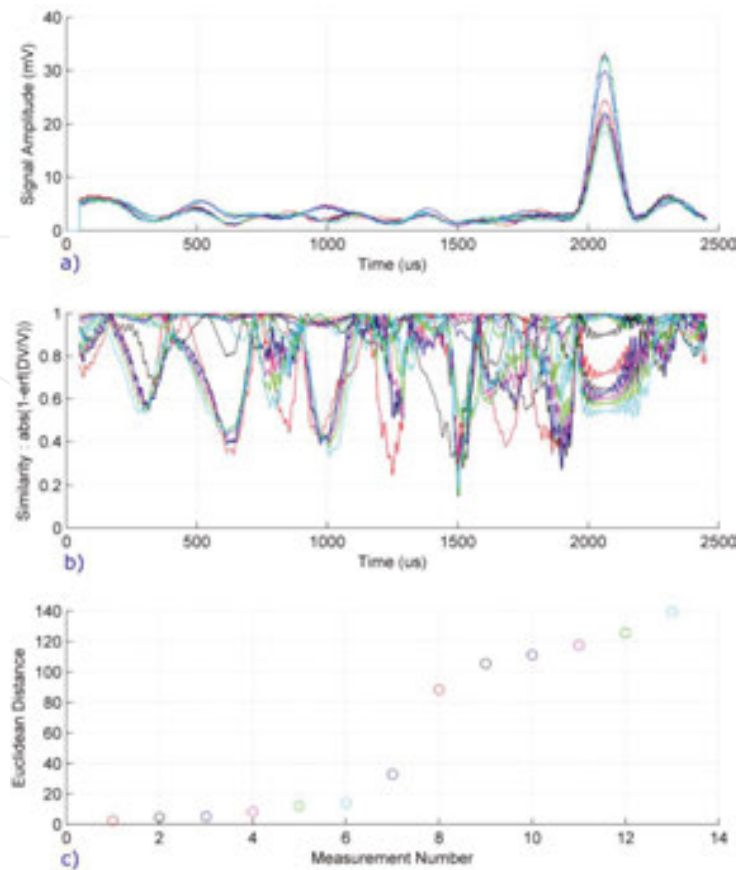 40
30
20
10
0
Signal Amplitude (mV)
0 500 1000 1500 2000 2500
Time (us)
a)
1
0.8
0.6
0.4
0.2
0
Similarity : abs(1-erf(DV/V))
0 500 1000 1500 2000 2500
Time (us)
b)
140
120
100
80
60
40
20
0
Euclidean Distance
0 2 4 6 8 10 12 14
Measurement Number
c)